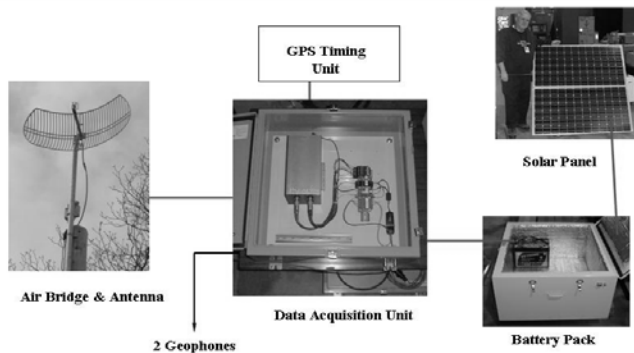 GPS Timing
Unit
Solar Panel
Air Bridge & Antenna
Data Acquisition Unit
Battery Pack
2 Geophones